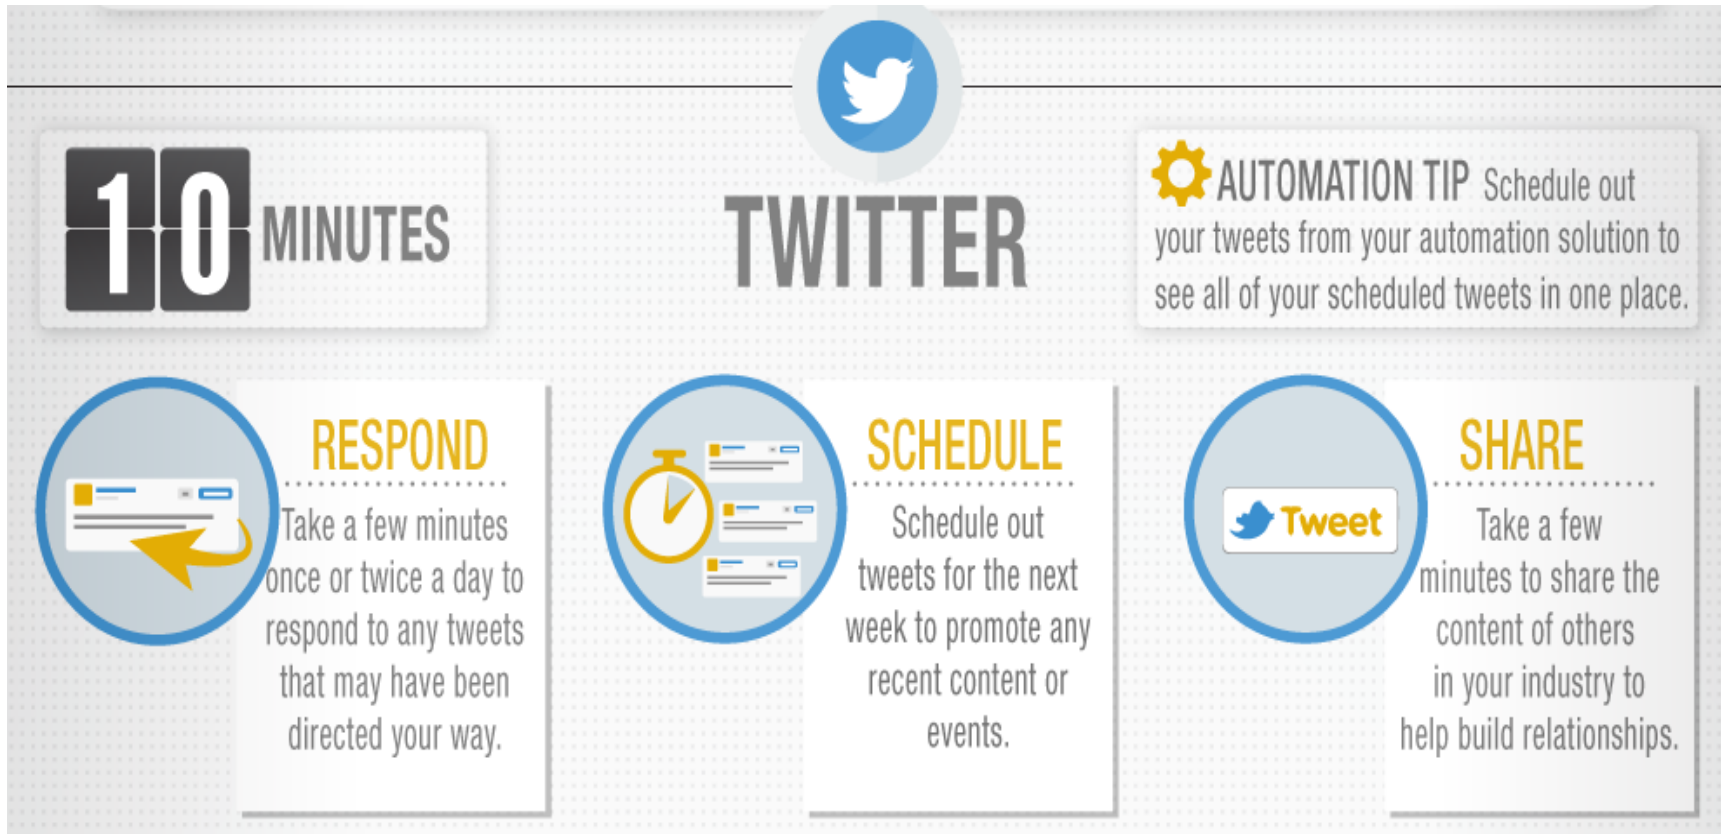 10 MINUTES
TWITTER
AUTOMATION TIP Schedule out
your tweets from your automation solution to
see all of your scheduled tweets in one place.
RESPOND
Take a few minutes
once or twice a day to
respond to any tweets
that may have been
directed your way.
SCHEDULE
Schedule out
tweets for the next
week to promote any
recent content or
events.
Tweet
SHARE
Take a few
minutes to share the
content of others
in your industry to
help build relationships.